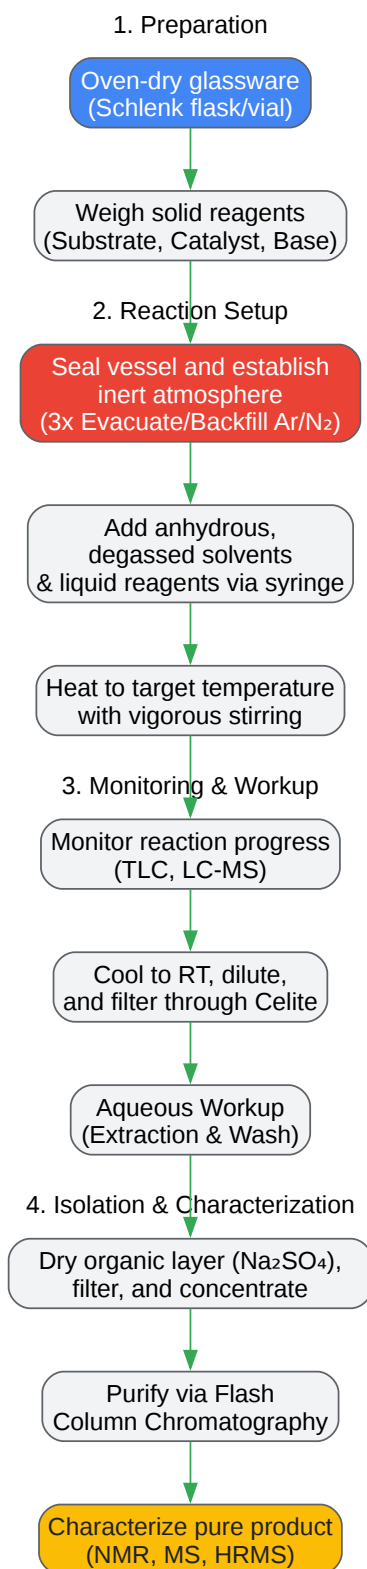 1. Preparation
Oven-dry glassware
(Schlenk flask/vial)
Weigh solid reagents
(Substrate, Catalyst, Base)
2. Reaction Setup
Seal vessel and establish
inert atmosphere
(3x Evacuate/Backfill Ar/N₂)
Add anhydrous,
degassed solvents
& liquid reagents via syringe
Heat to target temperature
with vigorous stirring
3. Monitoring & Workup
Monitor reaction progress
(TLC, LC-MS)
Cool to RT, dilute,
and filter through Celite
Aqueous Workup
(Extraction & Wash)
4. Isolation & Characterization
Dry organic layer (Na₂SO₄),
filter, and concentrate
Purify via Flash
Column Chromatography
Characterize pure product
(NMR, MS, HRMS)